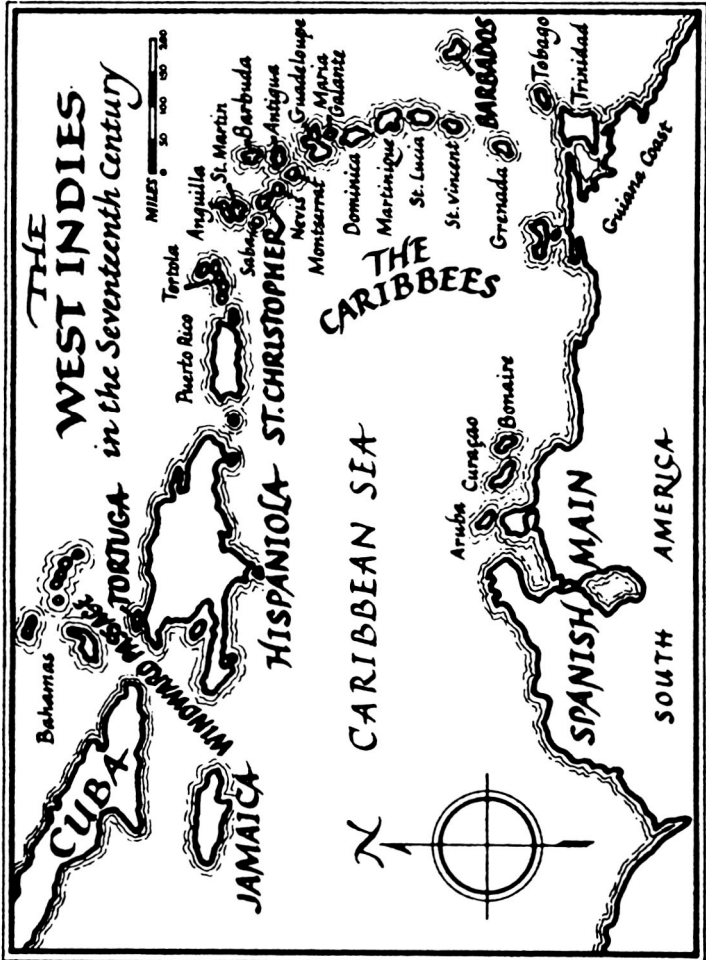 THE
WEST INDIES
in the Seventeenth Century
MILES
0 50 100 150 200
Bahamas
CUBA
WINDWARD PASSAGE
TORTUGA
JAMAICA
HISPANIOLA
Puerto Rico
Tortola
Anguilla
St. Martin
Saba
Barbuda
ST. CHRISTOPHER
Antigua
Nevis
Guadeloupe
Montserrat
Maria
Galante
Dominica
Martinique
St. Lucia
St. Vincent
BARBADOS
THE
CARIBBEES
Grenada
Tobago
Trinidad
CARIBBEAN SEA
Aruba
Curaçao
Bonaire
N
SPANISH MAIN
Guiana Coast
SOUTH AMERICA